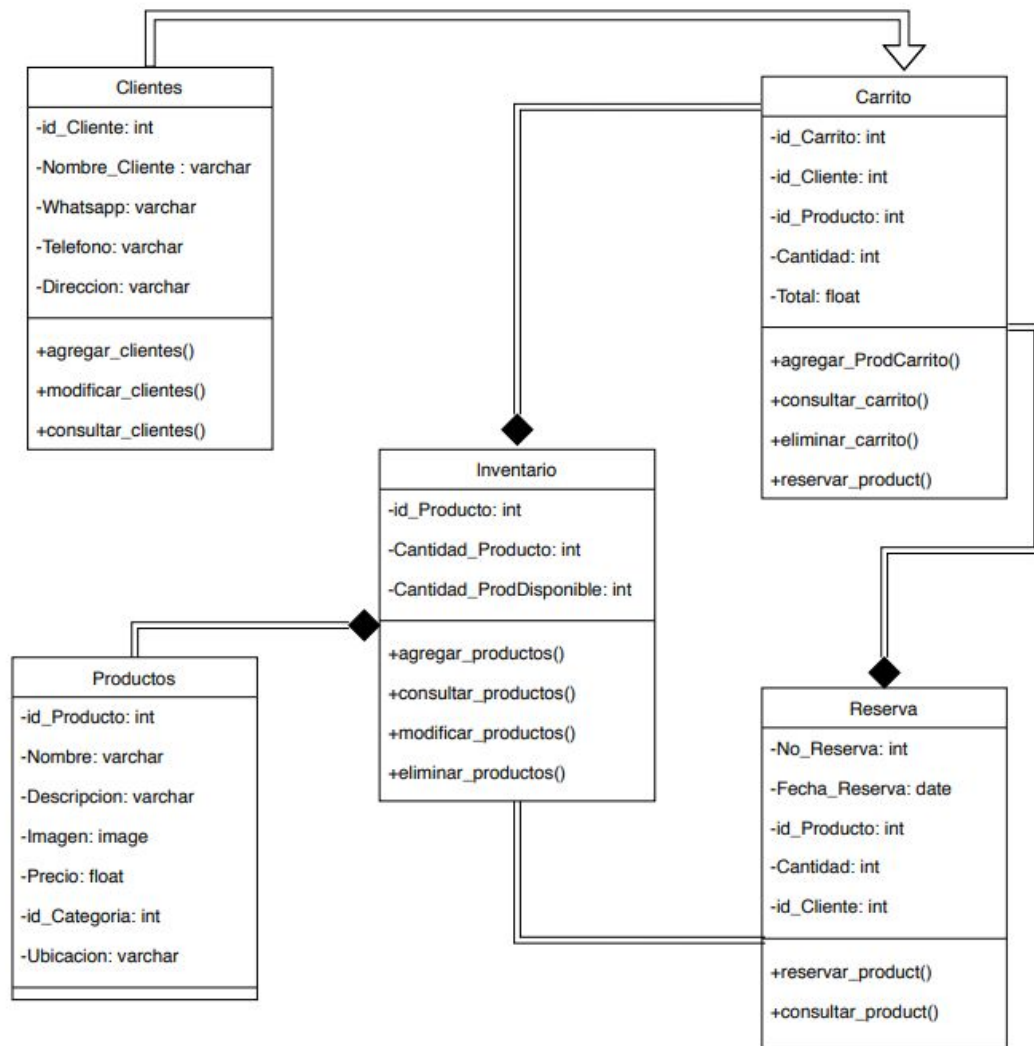 Clientes
-id_Cliente: int
-Nombre_Cliente : varchar
-Whatsapp: varchar
-Telefono: varchar
-Direccion: varchar
+agregar_clientes()
+modificar_clientes()
+consultar_clientes()
Carrito
-id_Carrito: int
-id_Cliente: int
-id_Producto: int
-Cantidad: int
-Total: float
+agregar_ProdCarrito()
+consultar_carrito()
+eliminar_carrito()
+reservar_product()
Inventario
-id_Producto: int
-Cantidad_Producto: int
-Cantidad_ProdDisponible: int
+agregar_productos()
+consultar_productos()
+modificar_productos()
+eliminar_productos()
Productos
-id_Producto: int
-Nombre: varchar
-Descripcion: varchar
-Imagen: image
-Precio: float
-id_Categoria: int
-Ubicacion: varchar
Reserva
-No_Reserva: int
-Fecha_Reserva: date
-id_Producto: int
-Cantidad: int
-id_Cliente: int
+reservar_product()
+consultar_product()